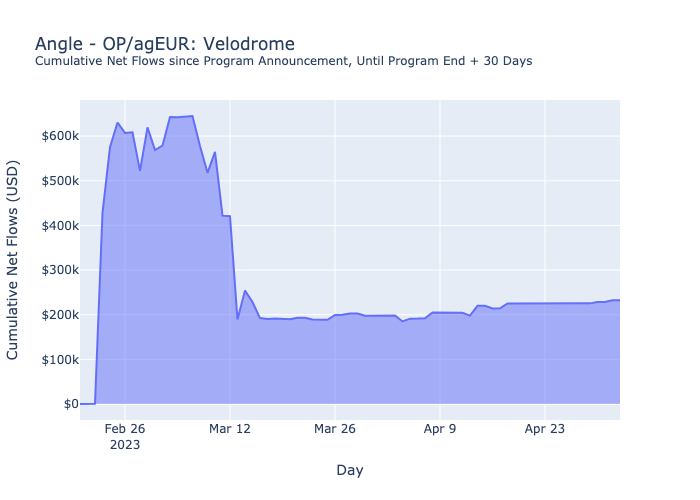 Angle - OP/agEUR: Velodrome
Cumulative Net Flows since Program Announcement, Until Program End + 30 Days
Cumulative Net Flows (USD)
$600k
$500k
$400k
$300k
$200k
$100k
$0
Feb 26
2023
Mar 12
Mar 26
Apr 9
Apr 23
Day